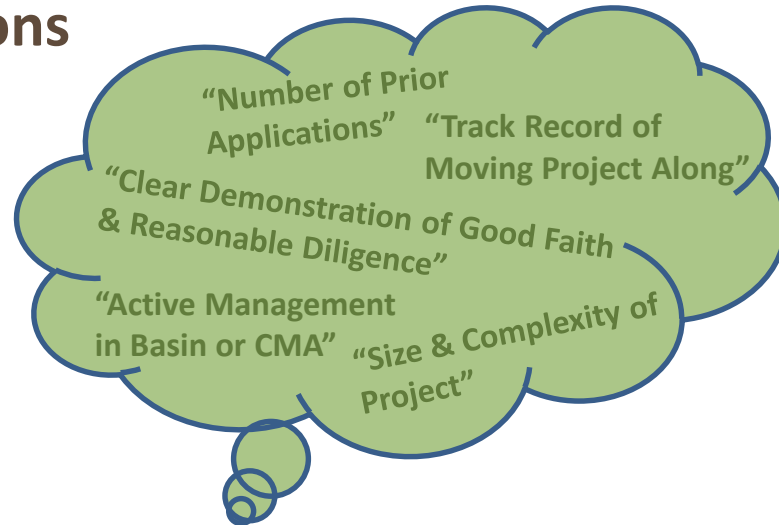 ons
“Number of Prior
Applications”
“Track Record of
Moving Project Along”
“Clear Demonstration of Good Faith
& Reasonable Diligence”
“Active Management
in Basin or CMA”
“Size & Complexity of
Project”